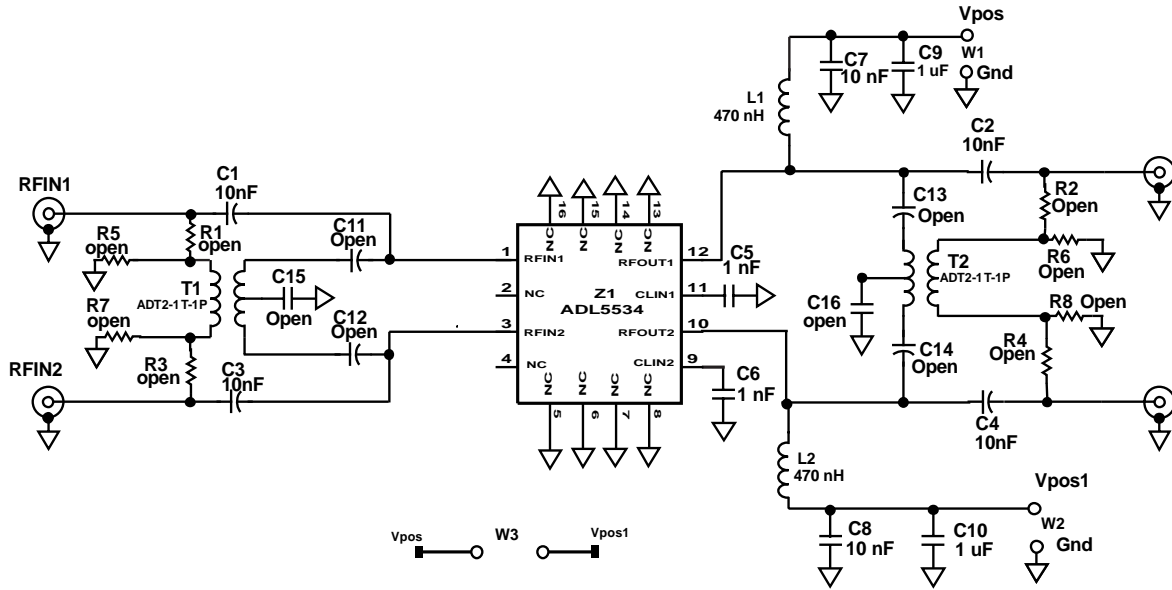 Vpos
C7
10 nF
C9
1 uF
W1
Gnd
L1
470 nH
C2
10nF
RFIN1
C1
10nF
16
15
14
13
NC
NC
NC
NC
C13
Open
R2
Open
R5
open
R1
open
C11
Open
1
RFIN1
RFOUT1
12
C5
1 nF
R6
Open
T1
ADT2-1 T-1P
C15
Open
2
NC
Z1
ADL5534
CLIN1
11
T2
ADT2-1 T-1P
R7
open
C12
Open
3
RFIN2
RFOUT2
10
C16
open
R8 Open
R3
open
4
NC
CLIN2
9
C14
Open
R4
open
RFIN2
C3
10nF
NC
NC
NC
NC
5
6
7
8
C6
1 nF
C4
10nF
L2
470 nH
Vpos1
C8
10 nF
C10
1 uF
W2
Gnd
Vpos
W3
Vpos1